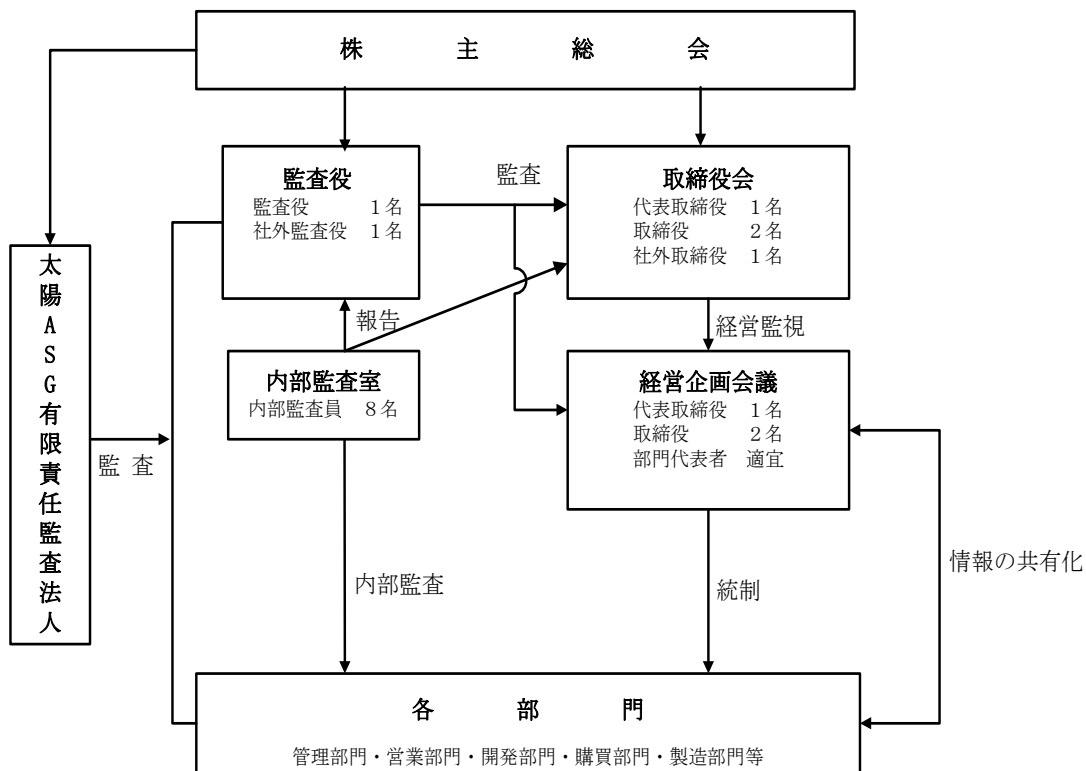 株主総会
監査役
監査役 1名
社外監査役 1名
監査
取締役会
代表取締役 1名
取締役 2名
社外取締役 1名
太陽ASG有限責任監査法人
監査
報告
経営監視
内部監査室
内部監査員 8名
経営企画会議
代表取締役 1名
取締役 2名
部門代表者 適宜
内部監査
統制
情報の共有化
各部門
管理部門・営業部門・開発部門・購買部門・製造部門等